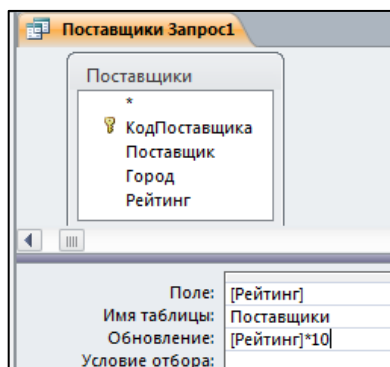 Поставщики Запрос1
Поставщики
*
КодПоставщика
Поставщик
Город
Рейтинг
Поле: [Рейтинг]
Имя таблицы: Поставщики
Обновление: [Рейтинг]*10
Условие отбора: